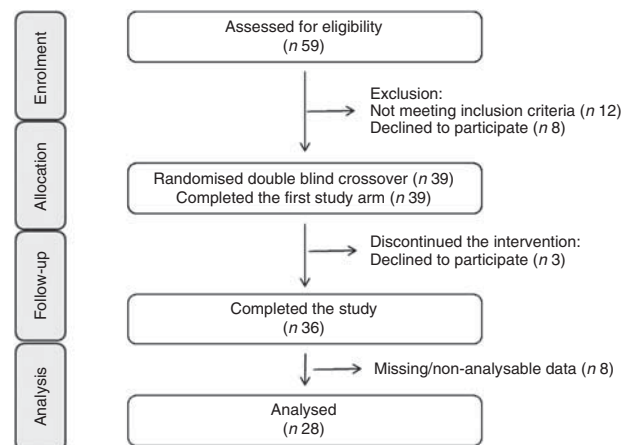 Enrolment
Assessed for eligibility
(n 59)
Exclusion:
Not meeting inclusion criteria (n 12)
Declined to participate (n 8)
Allocation
Randomised double blind crossover (n 39)
Completed the first study arm (n 39)
Discontinued the intervention:
Declined to participate (n 3)
Follow-up
Completed the study
(n 36)
Missing/non-analysable data (n 8)
Analysis
Analysed
(n 28)